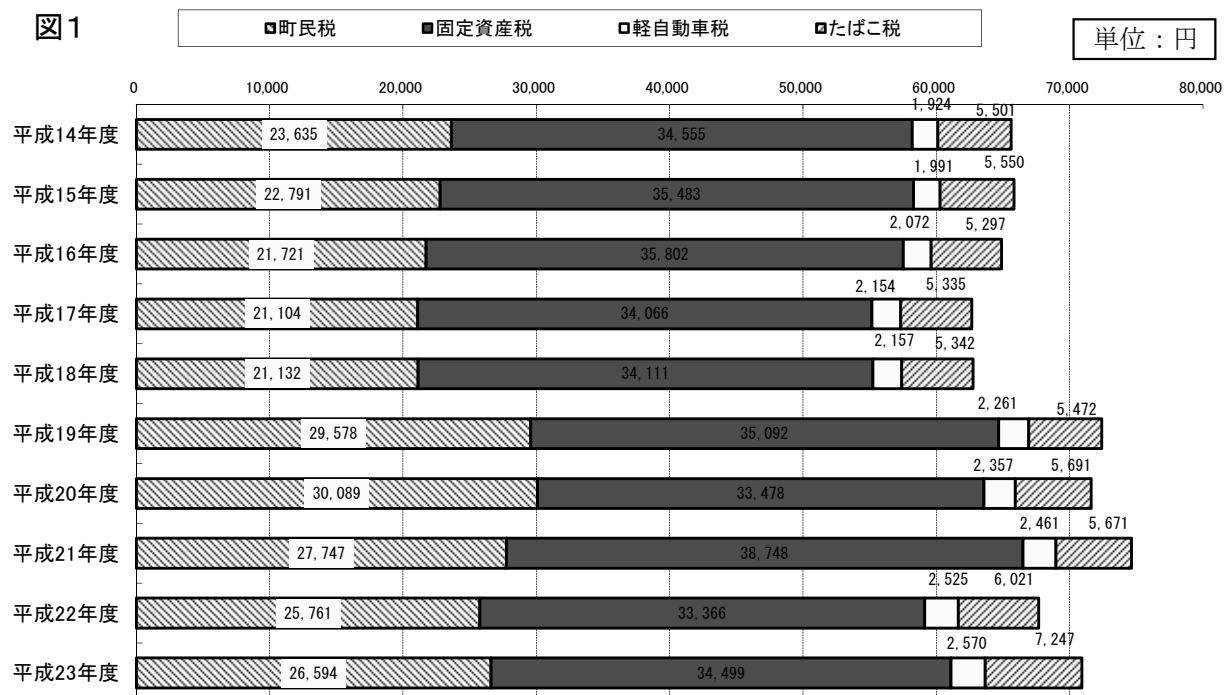 図1
町民税 固定資産税 軽自動車税 たばこ税
単位：円
0 10,000 20,000 30,000 40,000 50,000 60,000 70,000 80,000
平成14年度 23,635 34,555 1,924 5,501
平成15年度 22,791 35,483 1,991 5,550
平成16年度 21,721 35,802 2,072 5,297
平成17年度 21,104 34,066 2,154 5,335
平成18年度 21,132 34,111 2,157 5,342
平成19年度 29,578 35,092 2,261 5,472
平成20年度 30,089 33,478 2,357 5,691
平成21年度 27,747 38,748 2,461 5,671
平成22年度 25,761 33,366 2,525 6,021
平成23年度 26,594 34,499 2,570 7,247